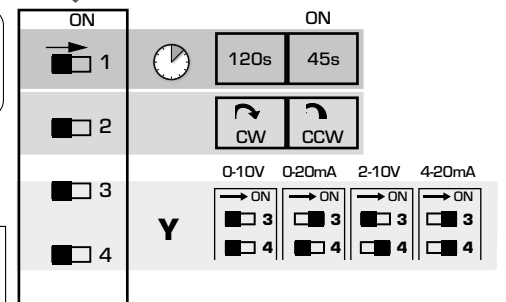 ON ON
1 120s 45s
2 CW CCW
0-10V 0-20mA 2-10V 4-20mA
3 ON ON ON ON
Y 3 3 3 3
4 4 4 4 4